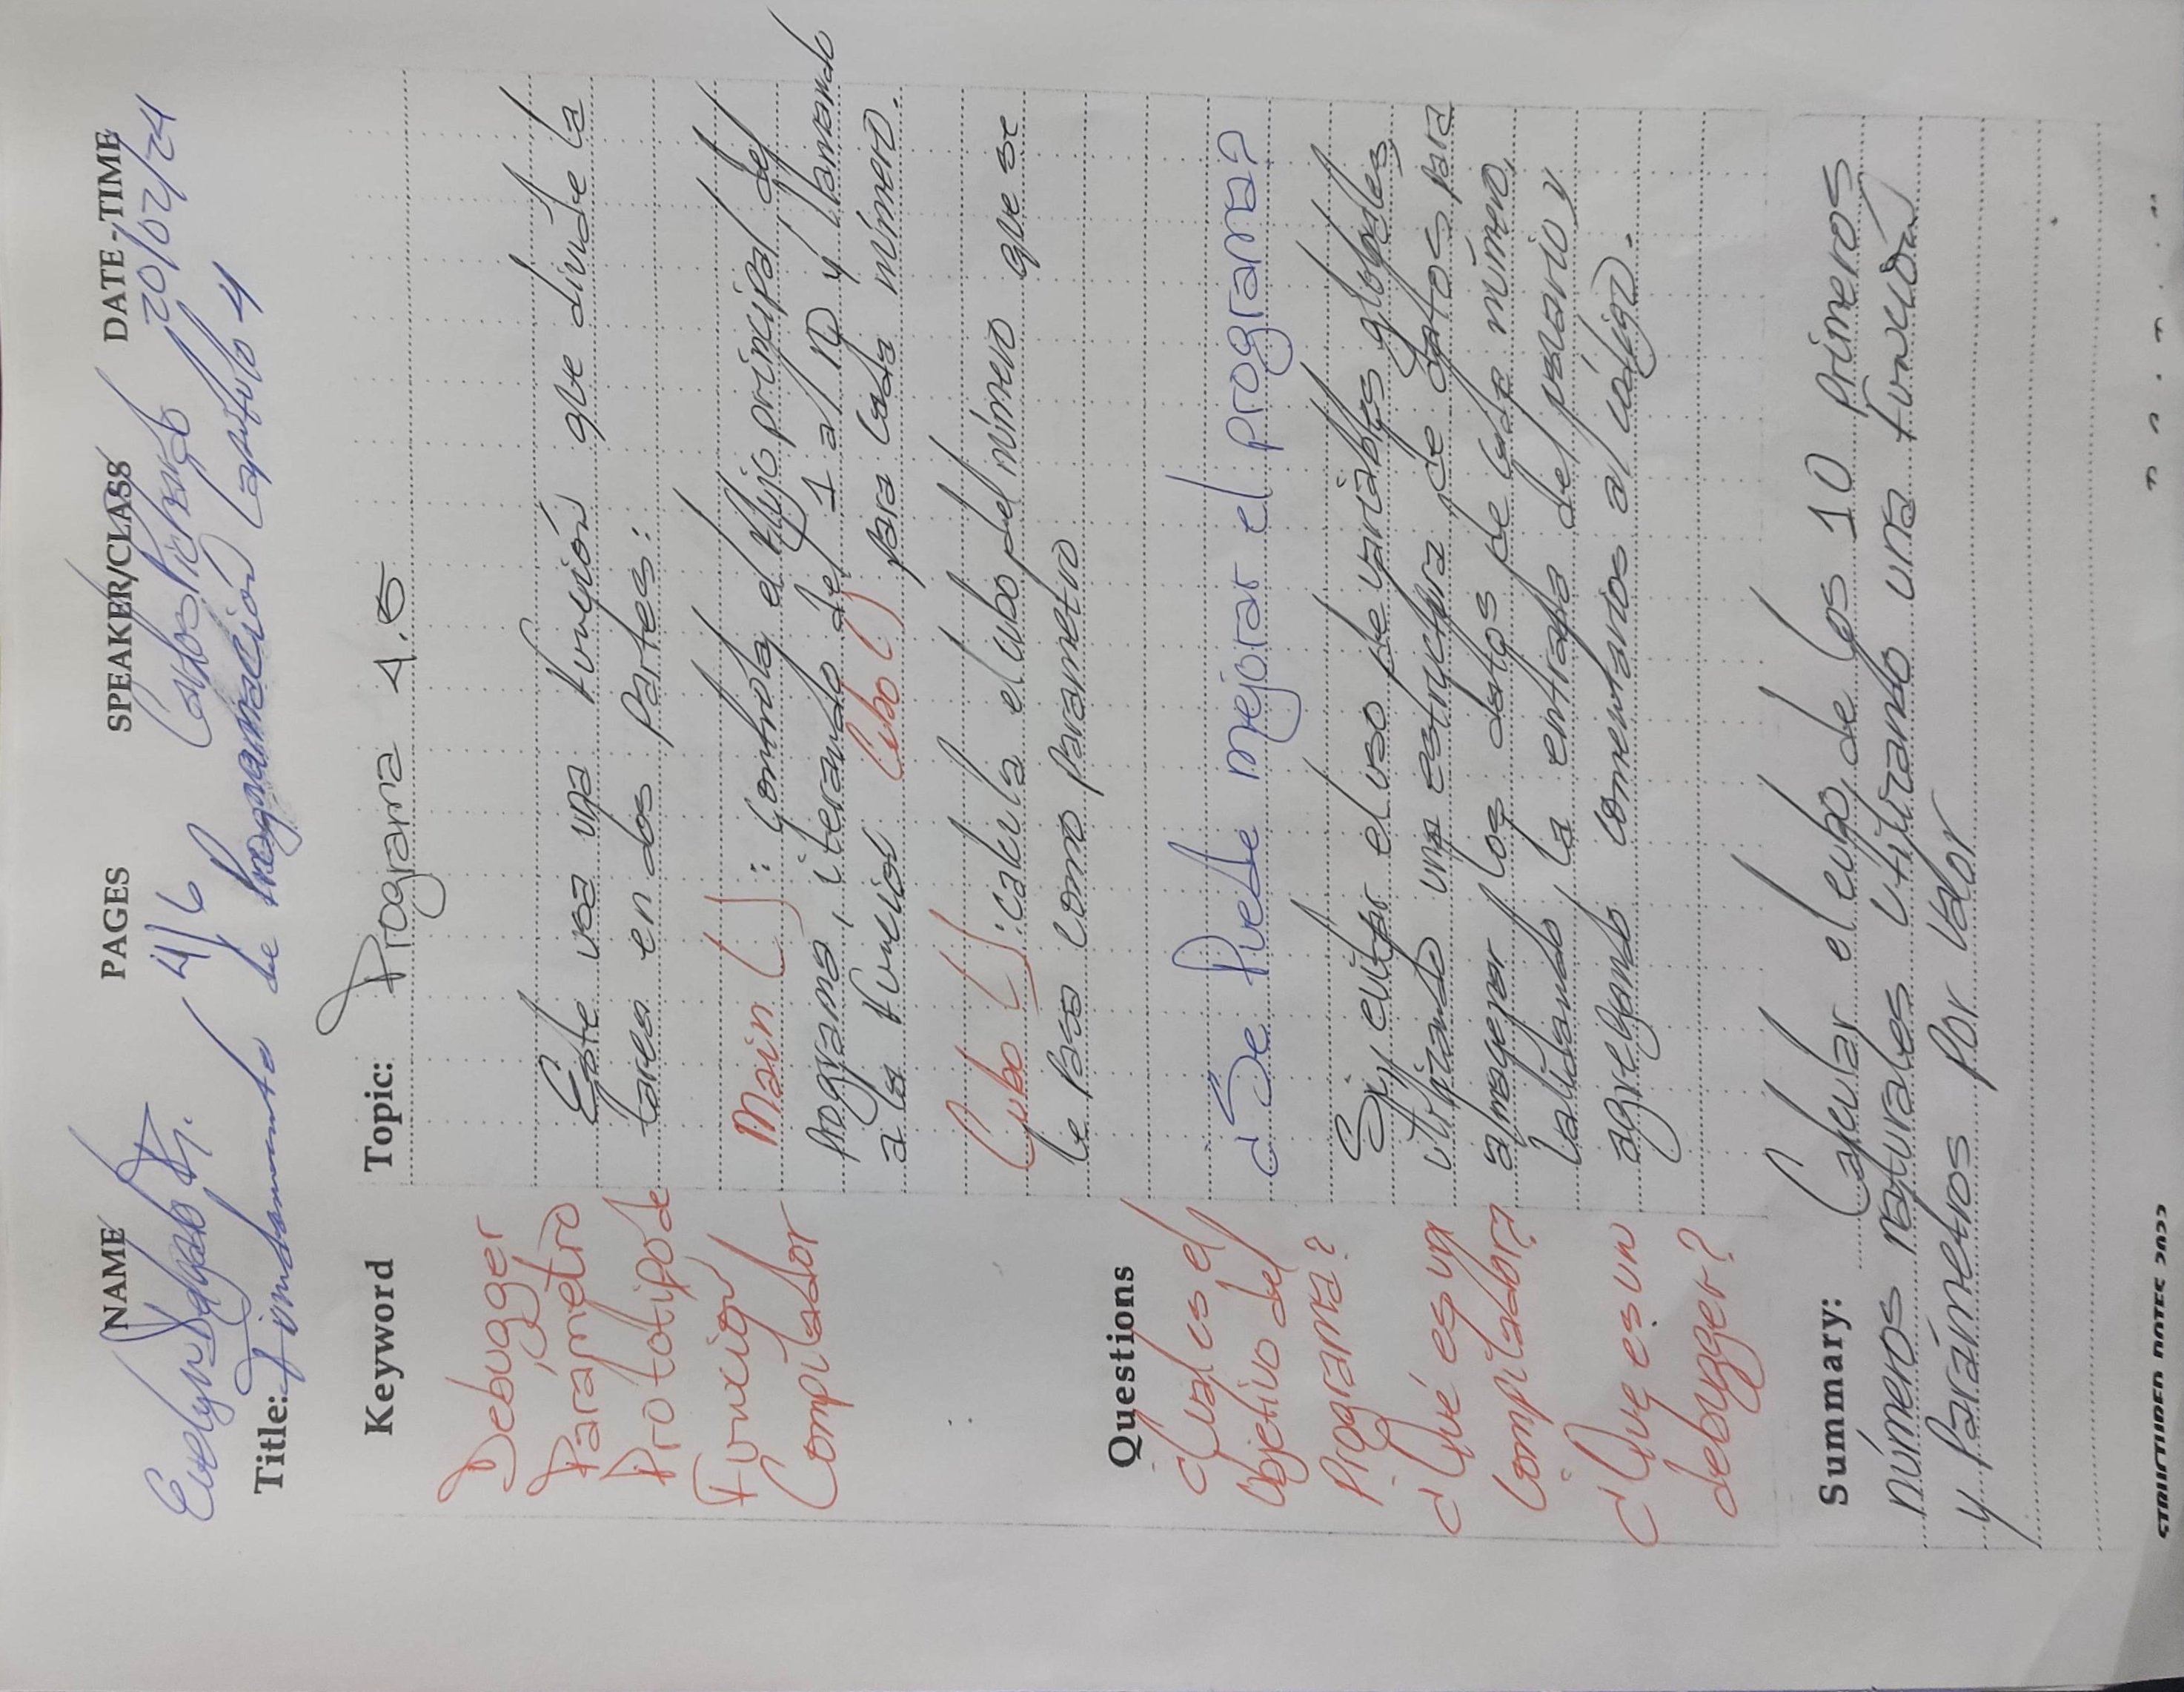 NAME PAGES SPEAKER/CLASS DATE-TIME
Evelyn Delgado R. 4/6 Carlos Pichardo 20/02/24
Title: Fundamento de Programación Capítulo 4
Keyword
Debugger
Parámetro
Prototipo de
Función
Compilador
Topic: Programa 4.5
Este usa una función que divide la
tarea en dos partes:
Main (): controla el flujo principal del
programa, iterando del 1 al 10 y llamando
a la función Cubo () para cada número.
Cubo (): calcula el cubo del número que se
le pasa como parametro
Questions
¿Cual es el
Objetivo del
programa?
¿Qué es un
compilador?
¿Que es un
debugger?
¿Se Puede mejorar el programa?
Si, evitar el uso de variables globales,
utilizando una estructura de datos para
almacenar los datos de cada número,
Validando la entrada del usuario y
agregando comentarios al código.
Summary: Calcular el cubo de los 10 primeros
números naturales utilizando una función
y Parámetros por valor
STRUCTURED NOTES 2022